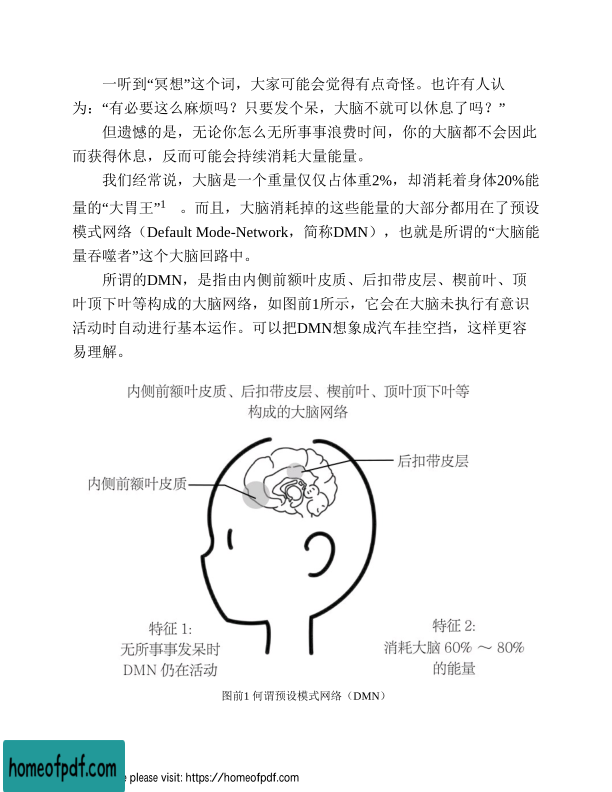 一听到“冥想”这个词，大家可能会觉得有点奇怪。也许有人认
为：“有必要这么麻烦吗？只要发个呆，大脑不就可以休息了吗？”
但遗憾的是，无论你怎么无所事事浪费时间，你的大脑都不会因此
而获得休息，反而可能会持续消耗大量能量。
我们经常说，大脑是一个重量仅仅占体重2%，却消耗着身体20%能
量的“大胃王”1 。而且，大脑消耗掉的这些能量的大部分都用在了预设
模式网络（Default Mode-Network，简称DMN），也就是所谓的“大脑能
量吞噬者”这个大脑回路中。
所谓的DMN，是指由内侧前额叶皮质、后扣带皮层、楔前叶、顶
叶顶下叶等构成的大脑网络，如图前1所示，它会在大脑未执行有意识
活动时自动进行基本运作。可以把DMN想象成汽车挂空挡，这样更容
易理解。
内侧前额叶皮质、后扣带皮层、楔前叶、顶叶顶下叶等
构成的大脑网络
后扣带皮层
内侧前额叶皮质
特征 1:
无所事事发呆时
DMN 仍在活动
特征 2:
消耗大脑 60% ～ 80%
的能量
图前1 何谓预设模式网络（DMN）
homeofpdf.com
please visit: https://homeofpdf.com